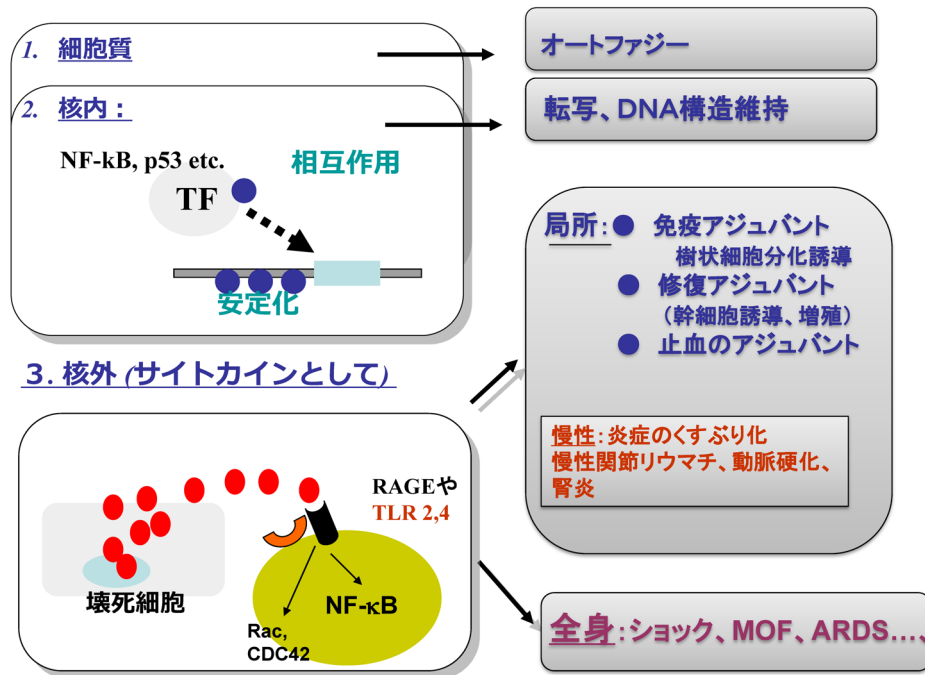 1. 細胞質
オートファジー
2. 核内：
転写、DNA構造維持
NF-kB, p53 etc.
相互作用
TF
安定化
局所：● 免疫アジュバント
樹状細胞分化誘導
● 修復アジュバント
（幹細胞誘導、増殖）
● 止血のアジュバント
慢性：炎症のくすぶり化
慢性関節リウマチ、動脈硬化、
腎炎
３. 核外 (サイトカインとして)
RAGEや
TLR 2,4
壊死細胞
NF-κB
Rac,
CDC42
全身：ショック、MOF、ARDS…、